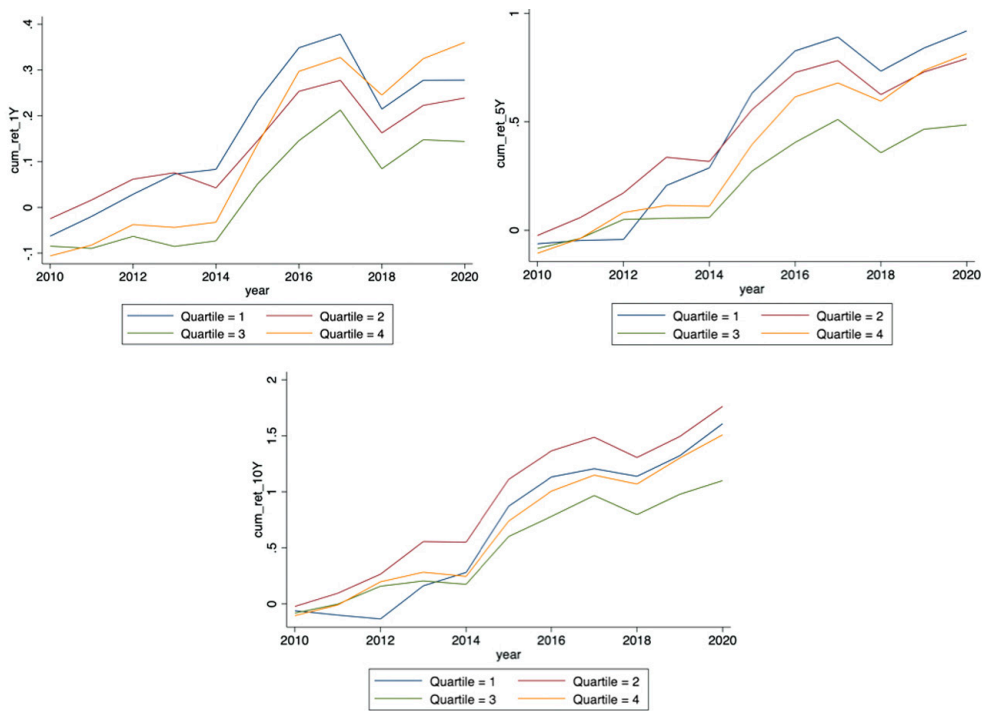 cum_ret_1Y
.4
.3
.2
.1
0
-.1
2010 2012 2014 2016 2018 2020
year
Quartile = 1 Quartile = 2
Quartile = 3 Quartile = 4
cum_ret_5Y
1
.5
0
2010 2012 2014 2016 2018 2020
year
Quartile = 1 Quartile = 2
Quartile = 3 Quartile = 4
cum_ret_10Y
2
1.5
1
.5
0
2010 2012 2014 2016 2018 2020
year
Quartile = 1 Quartile = 2
Quartile = 3 Quartile = 4